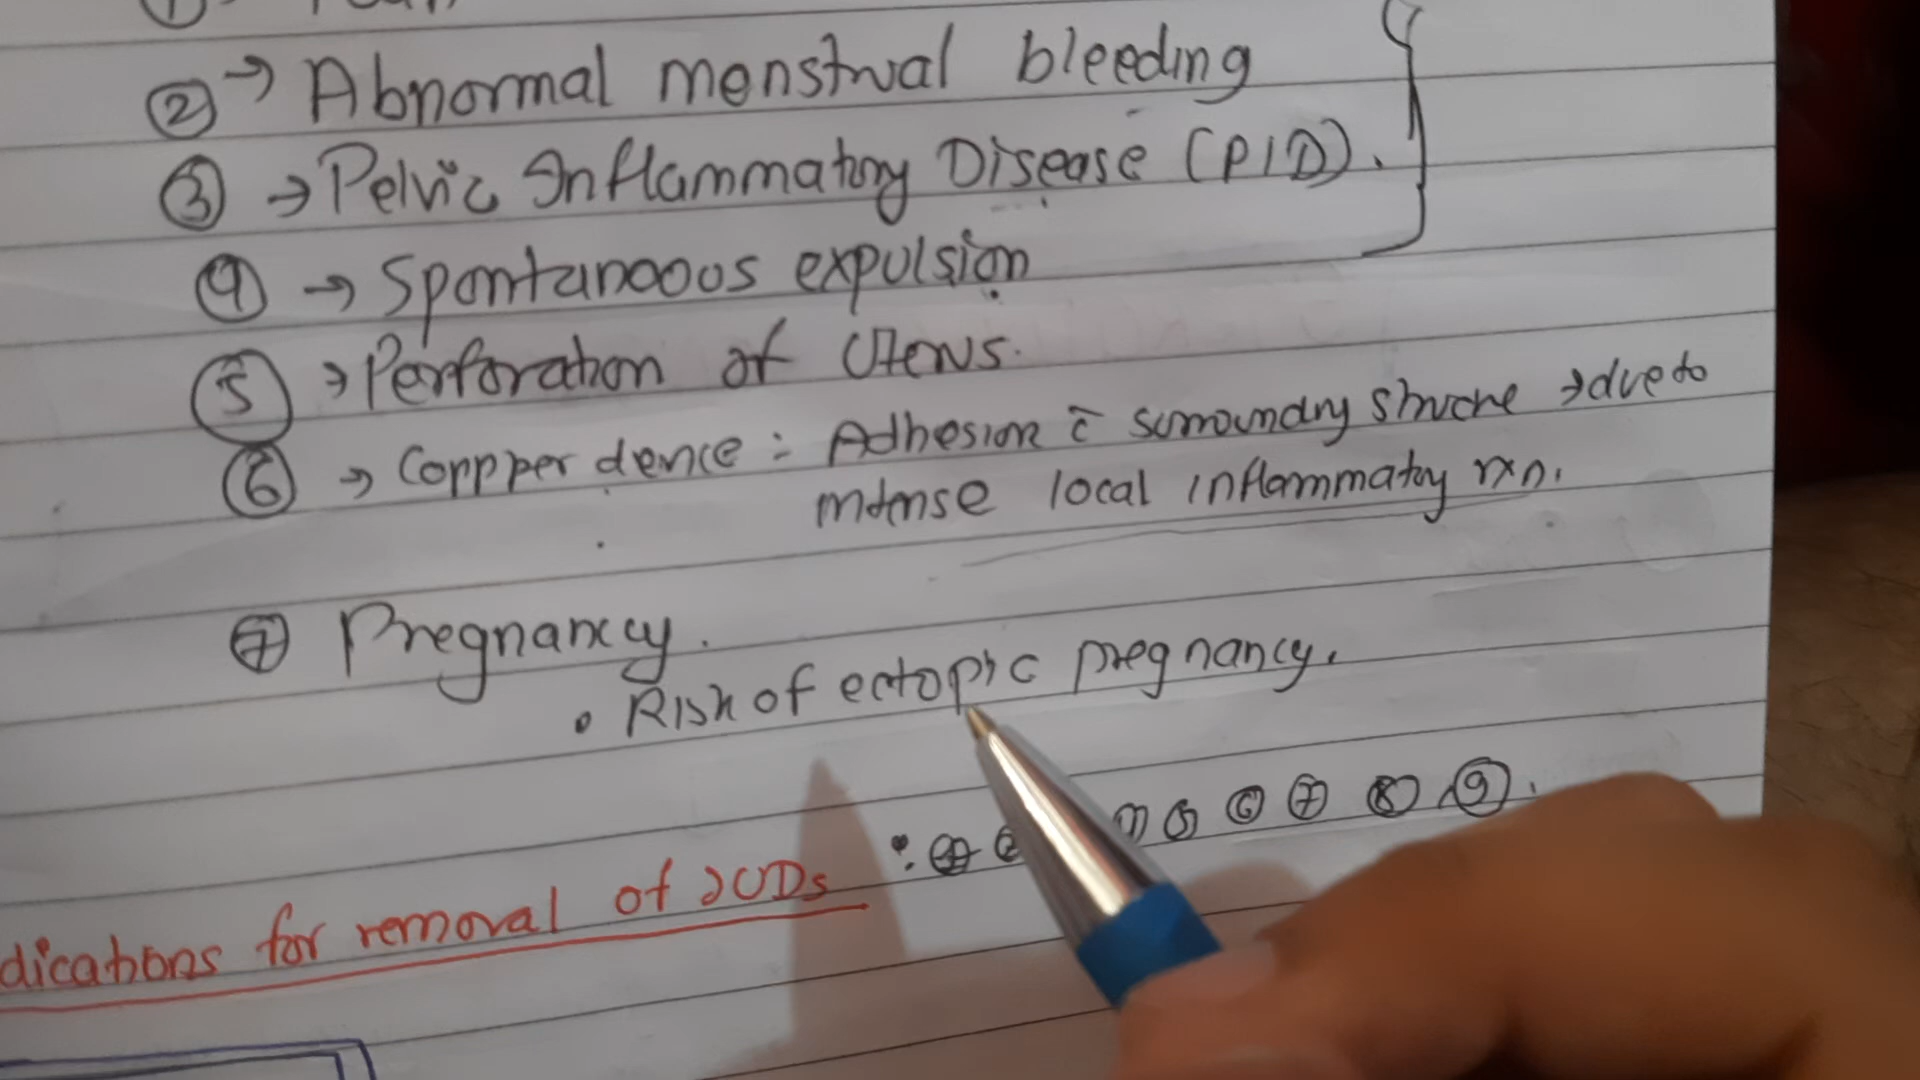 ② → Abnormal menstrual bleeding
③ → Pelvic Inflammatory Disease (PID).
④ → Spontaneous expulsion
⑤ → Perforation of Uterus.
⑥ → Coppper device : Adhesion c̄ surrounding structure → due to
intense local inflammatory rxn.
⑦ Pregnancy.
• Risk of ectopic pregnancy.
dications for removal of IUDs : ⑤ ⑥ ⑦ ⑧ ⑨ .